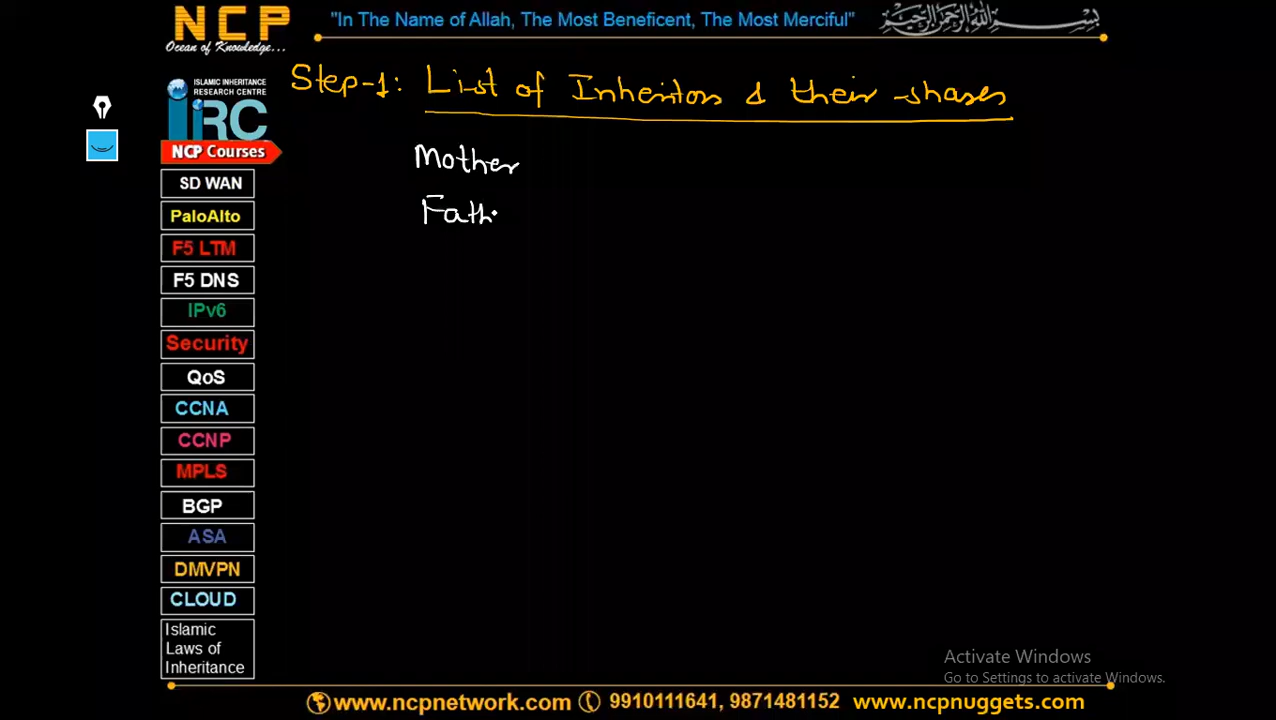 NCP
Ocean of Knowledge...
"In The Name of Allah, The Most Beneficent, The Most Merciful"
بسم الله الرحمن الرحيم
ISLAMIC INHERITANCE
RESEARCH CENTRE
IRC
NCP Courses
SD WAN
PaloAlto
F5 LTM
F5 DNS
IPv6
Security
QoS
CCNA
CCNP
MPLS
BGP
ASA
DMVPN
CLOUD
Islamic
Laws of
Inheritance
Step-1: List of Inheritors & their shares
Mother
Fath
Activate Windows
Go to Settings to activate Windows.
www.ncpnetwork.com 9910111641, 9871481152 www.ncpnuggets.com